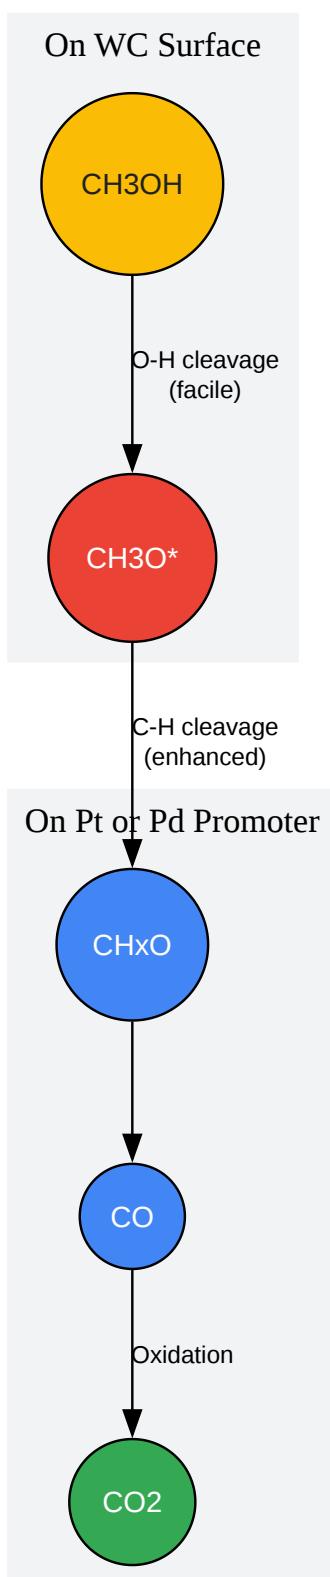 On WC Surface
CH3OH
O-H cleavage
(facile)
CH3O*
C-H cleavage
(enhanced)
On Pt or Pd Promoter
CHxO
CO
Oxidation
CO2